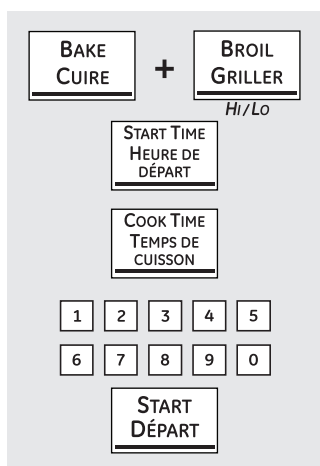 BAKE
CUIRE
+
BROIL
GRILLER
HI/LO
START TIME
HEURE DE
DÉPART
COOK TIME
TEMPS DE
CUISSON
1 2 3 4 5
6 7 8 9 0
START
DÉPART